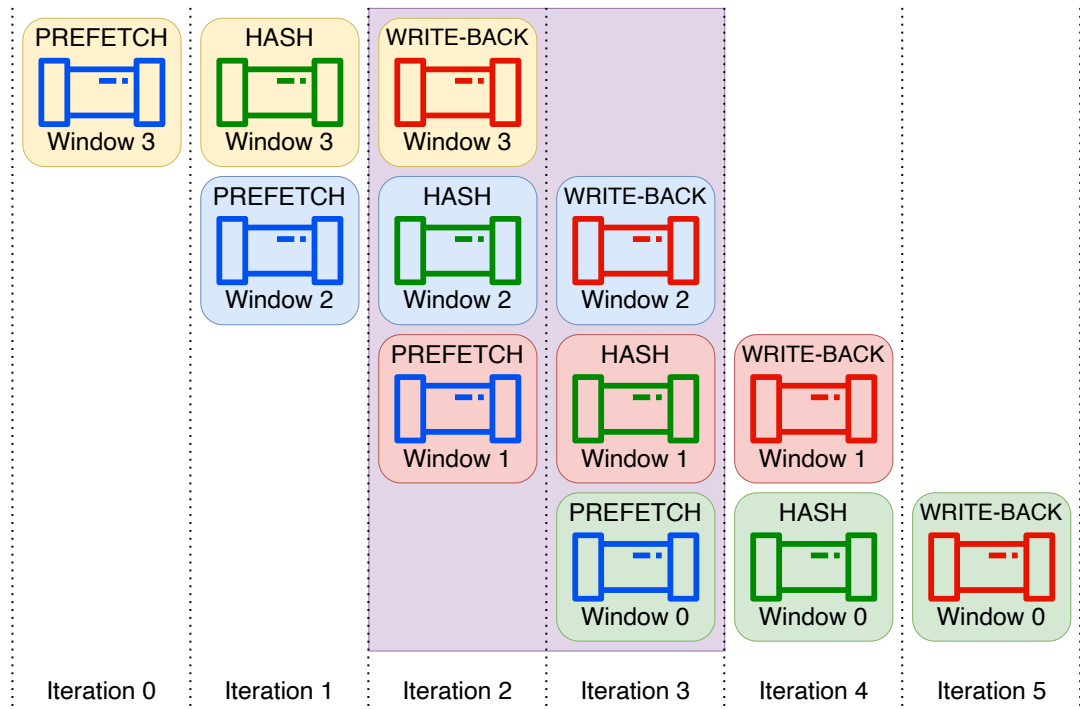 PREFETCH
Window 3
HASH
Window 3
WRITE-BACK
Window 3
PREFETCH
Window 2
HASH
Window 2
WRITE-BACK
Window 2
PREFETCH
Window 1
HASH
Window 1
WRITE-BACK
Window 1
PREFETCH
Window 0
HASH
Window 0
WRITE-BACK
Window 0
Iteration 0
Iteration 1
Iteration 2
Iteration 3
Iteration 4
Iteration 5